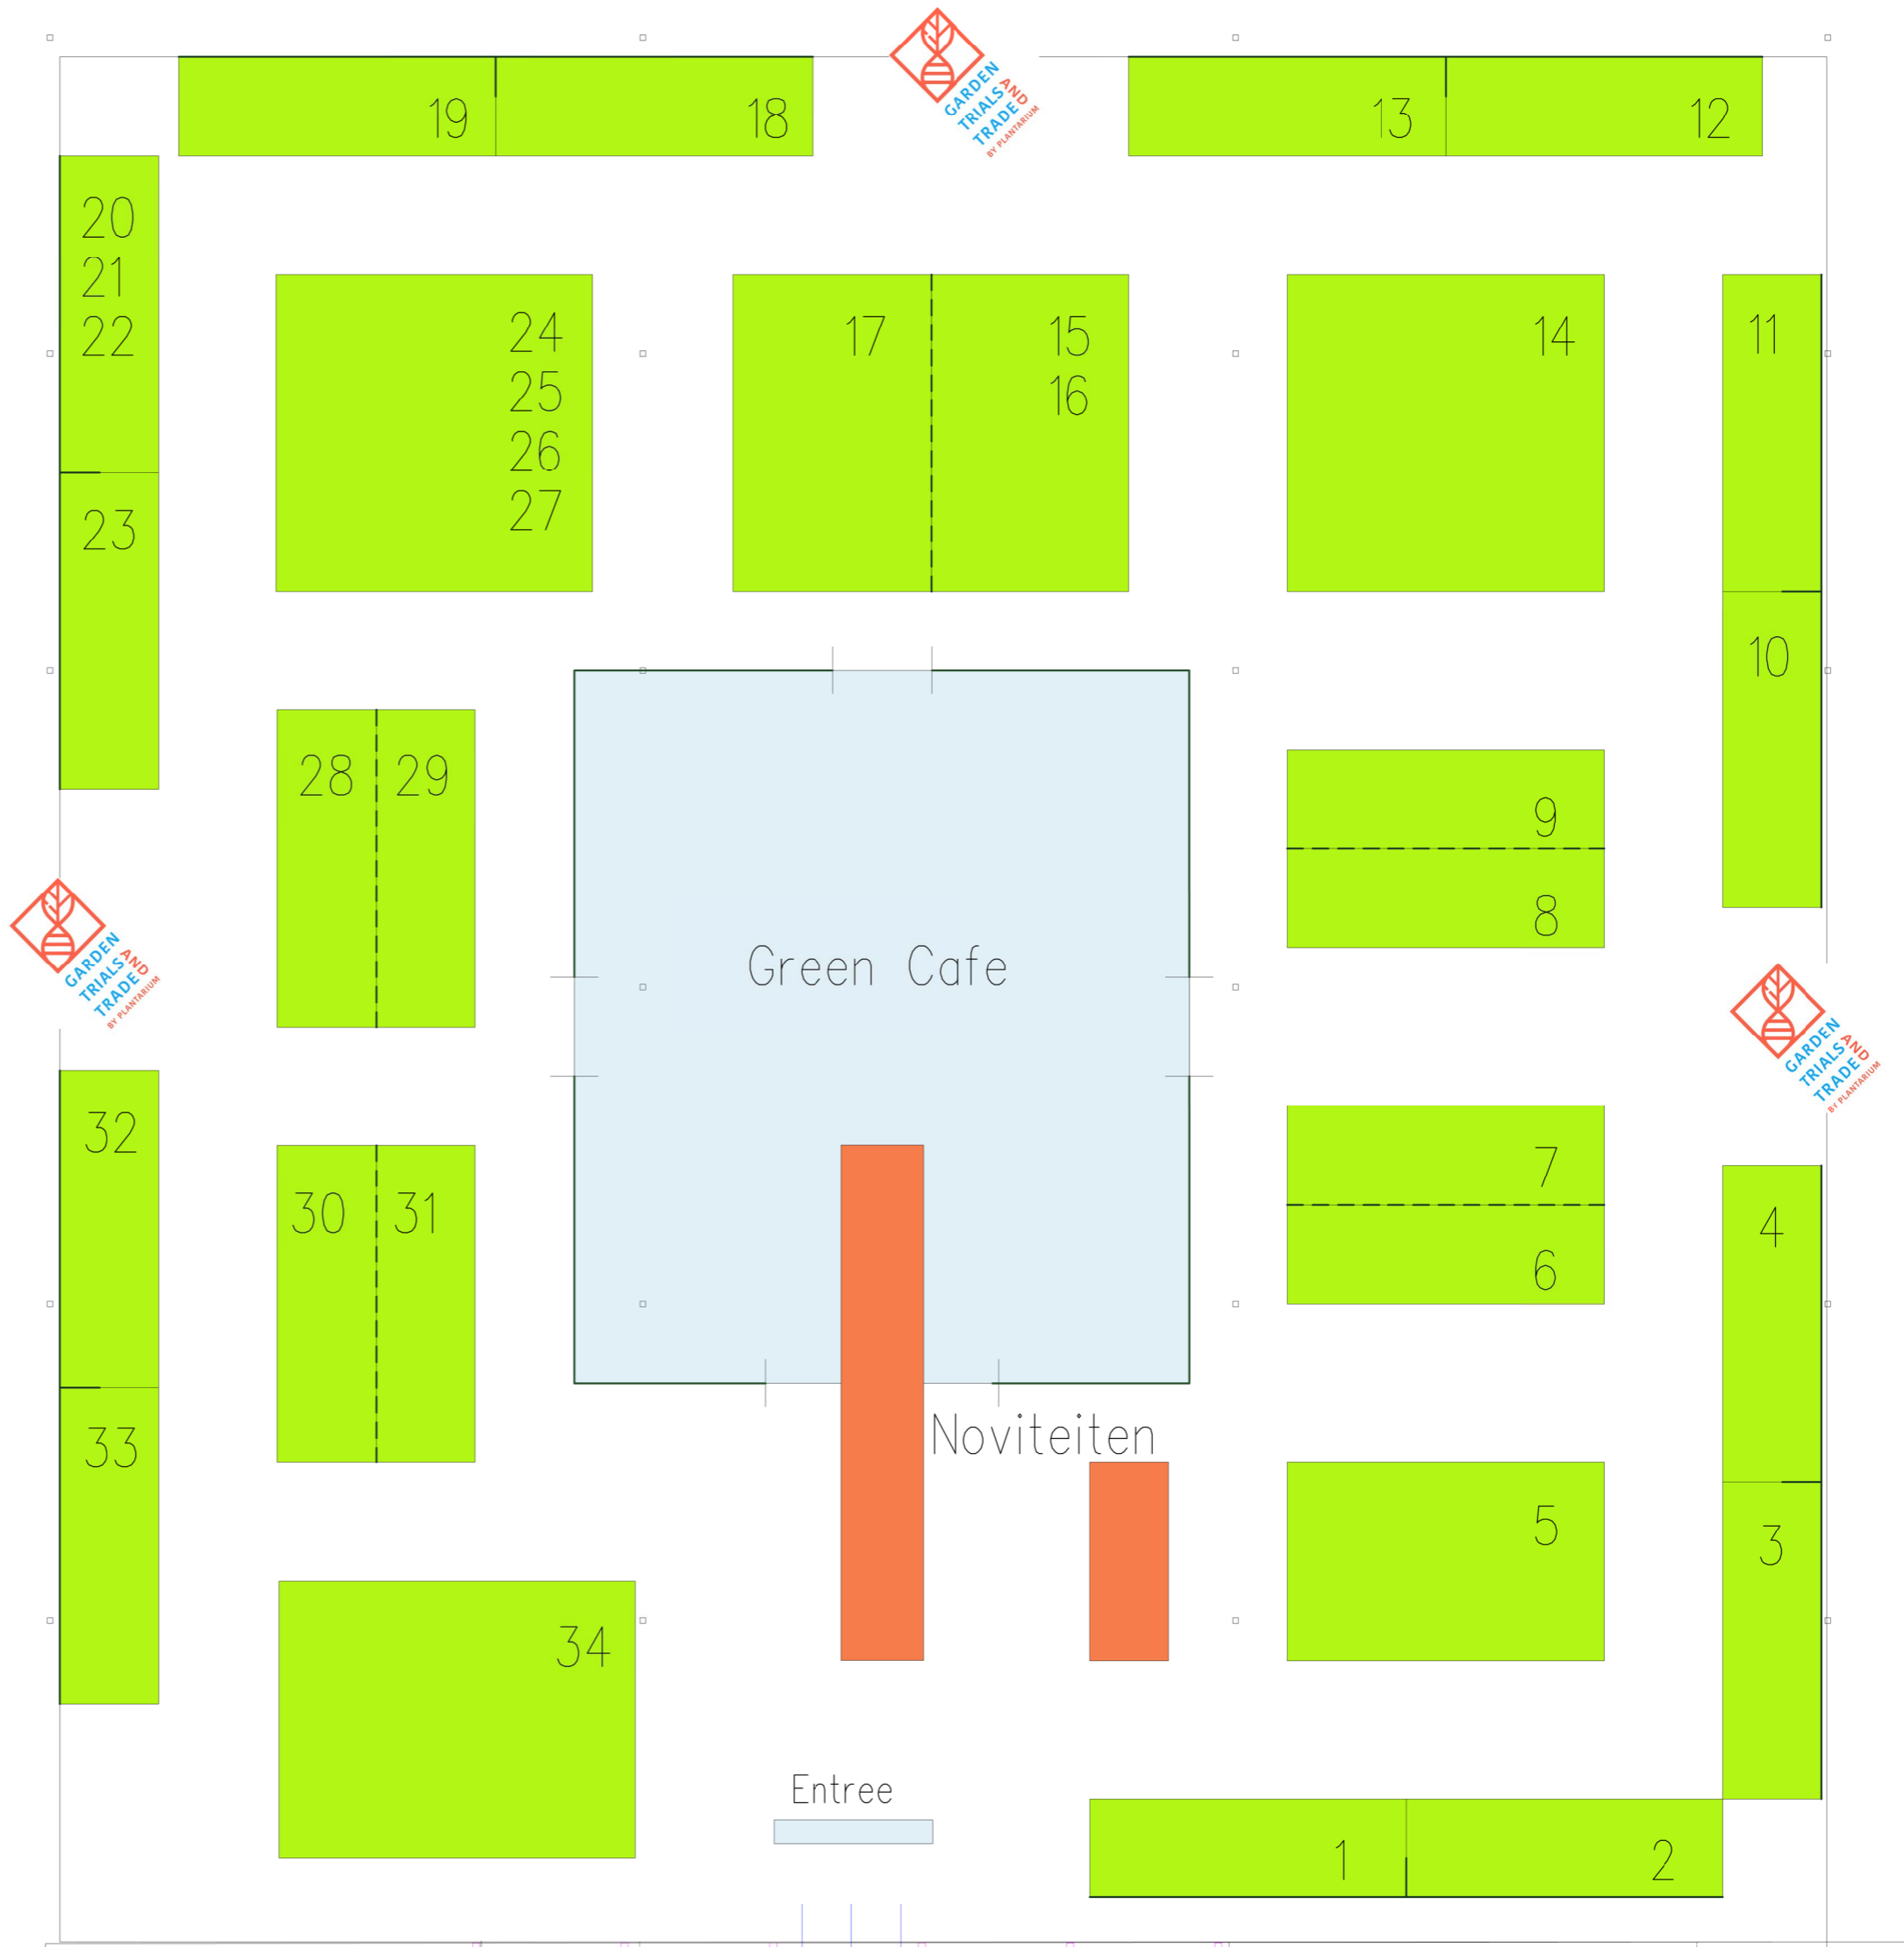 GARDEN
TRIALS AND
TRADE
BY PLANTARIUM
19
18
13
12
20
21
22
24
25
26
27
17
15
16
14
11
23
10
28
29
9
8
GARDEN
TRIALS AND
TRADE
BY PLANTARIUM
Green Cafe
GARDEN
TRIALS AND
TRADE
BY PLANTARIUM
32
30
31
7
6
4
33
Noviteiten
5
3
34
Entree
1
2